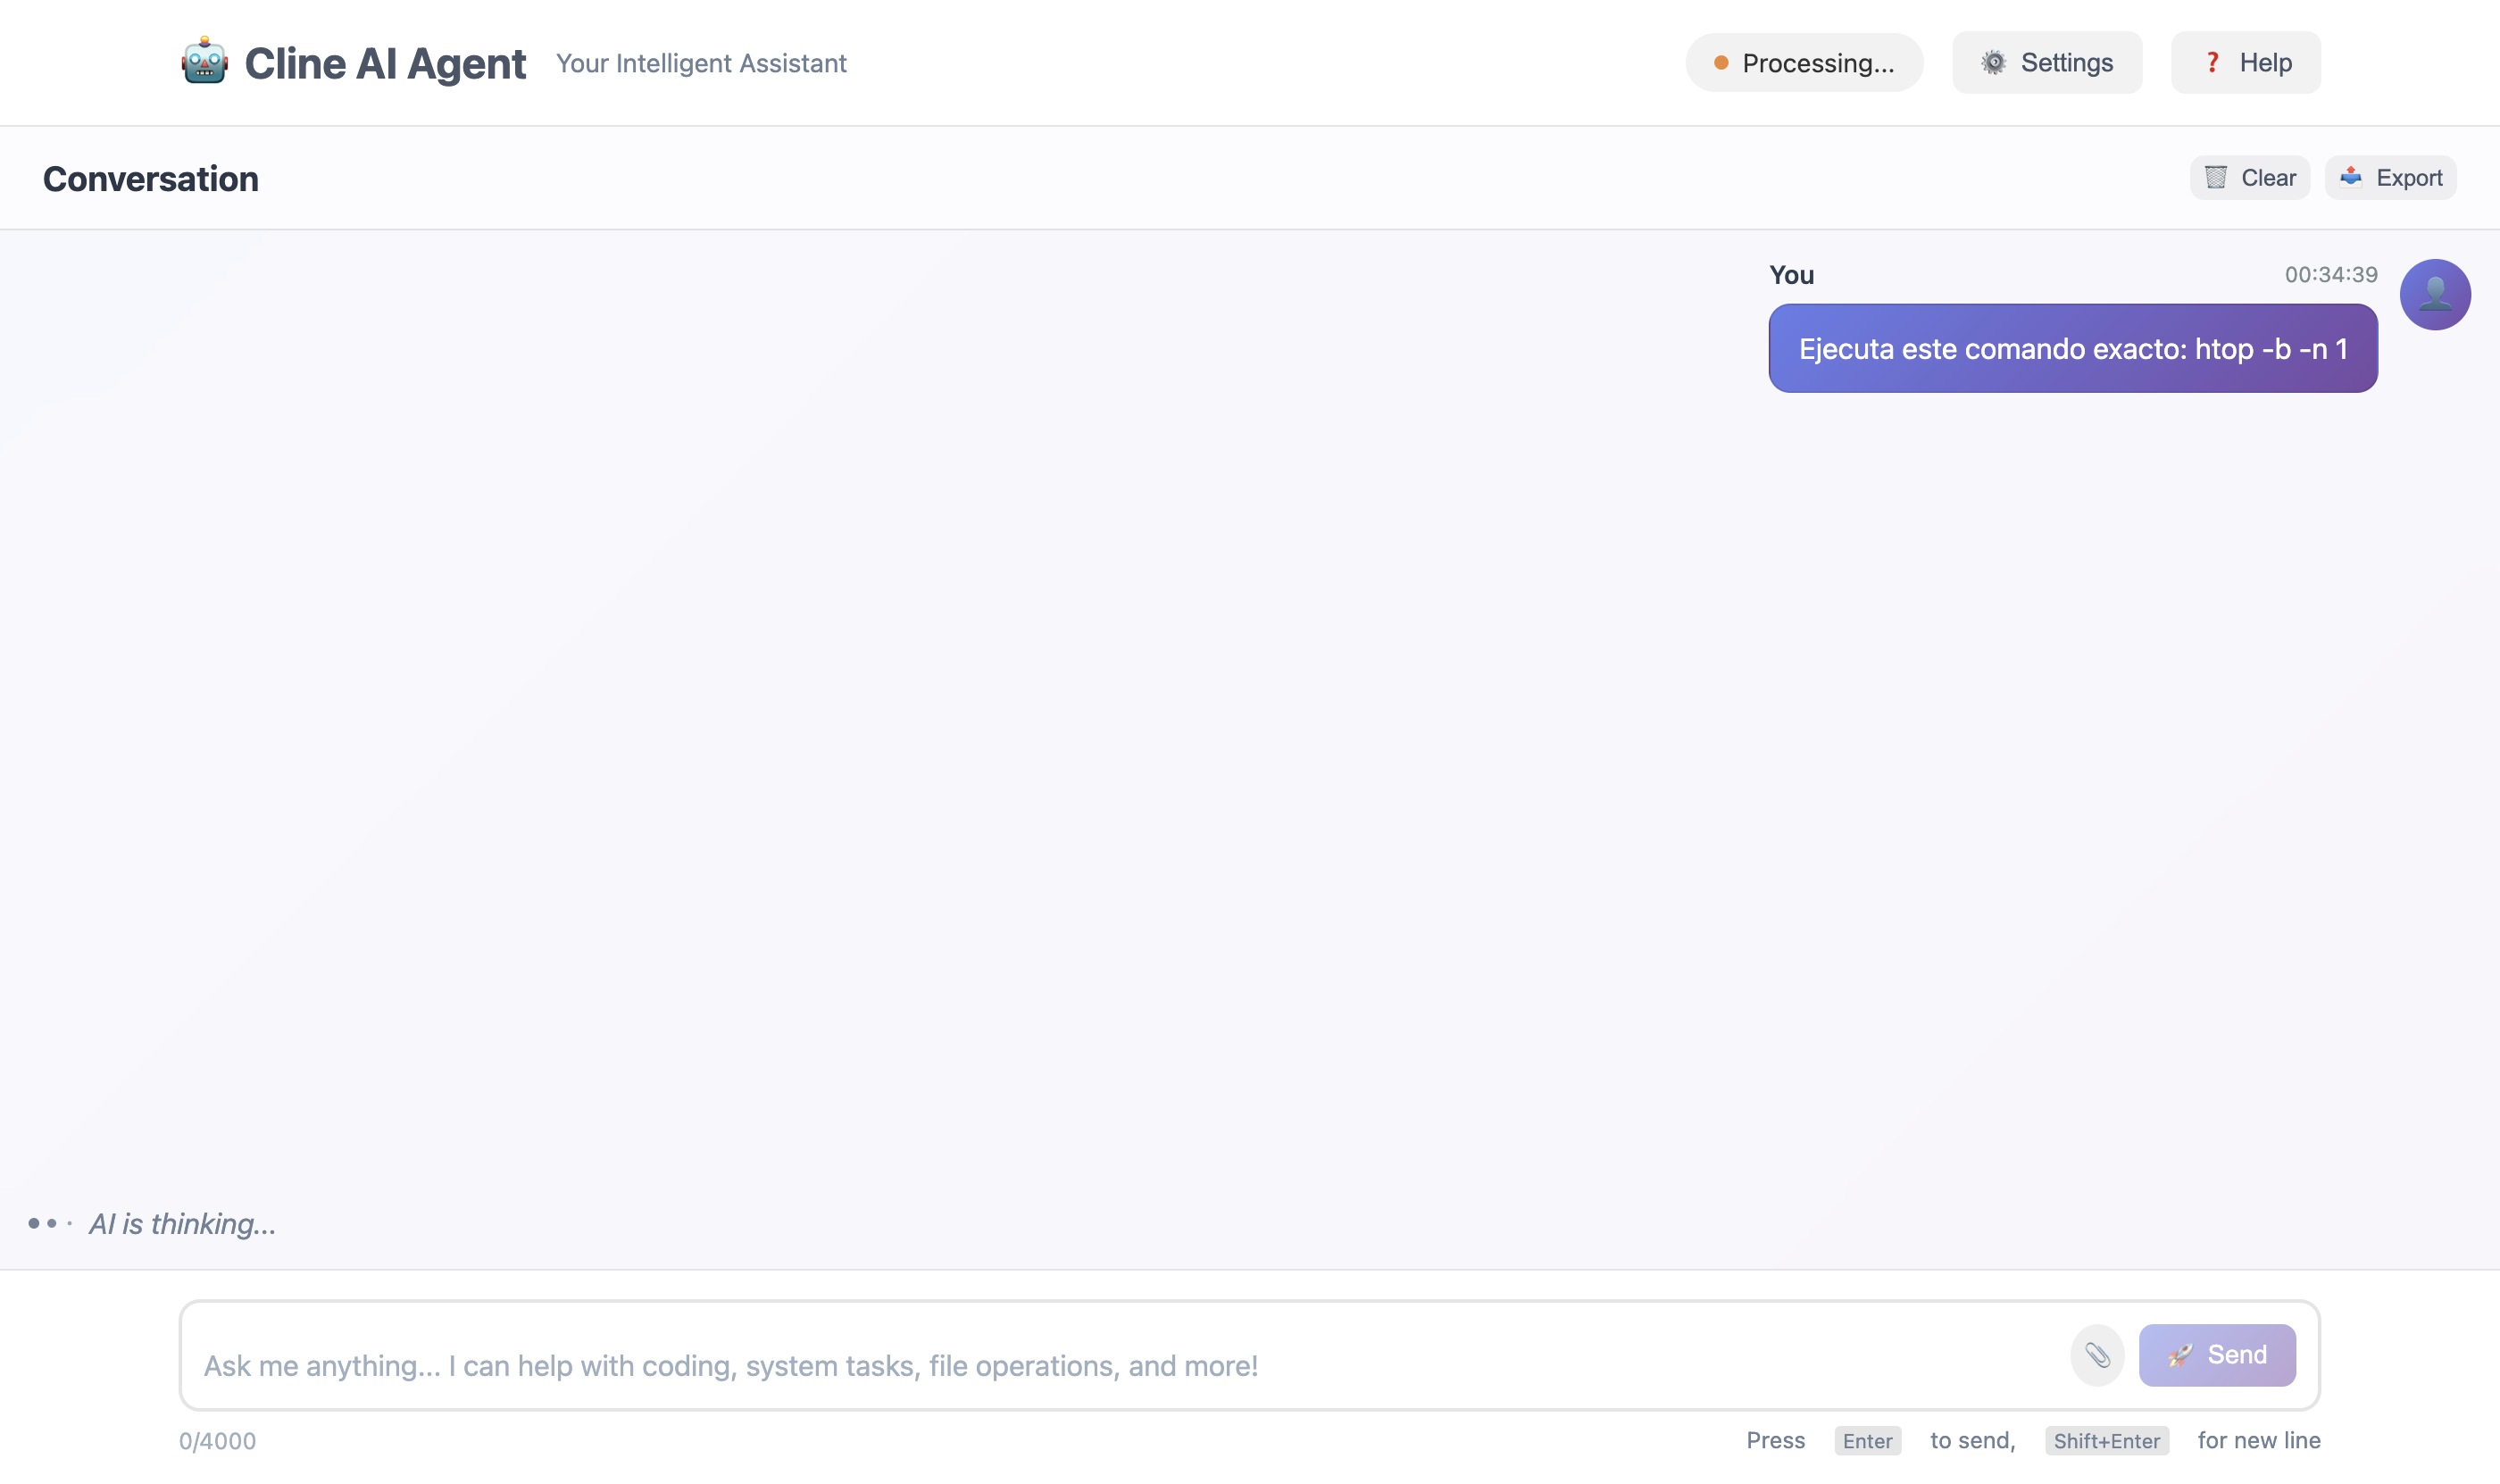 Cline AI Agent Your Intelligent Assistant Processing... Settings Help
Conversation Clear Export
You 00:34:39
Ejecuta este comando exacto: htop -b -n 1
AI is thinking...
Ask me anything... I can help with coding, system tasks, file operations, and more! Send
0/4000 Press Enter to send, Shift+Enter for new line